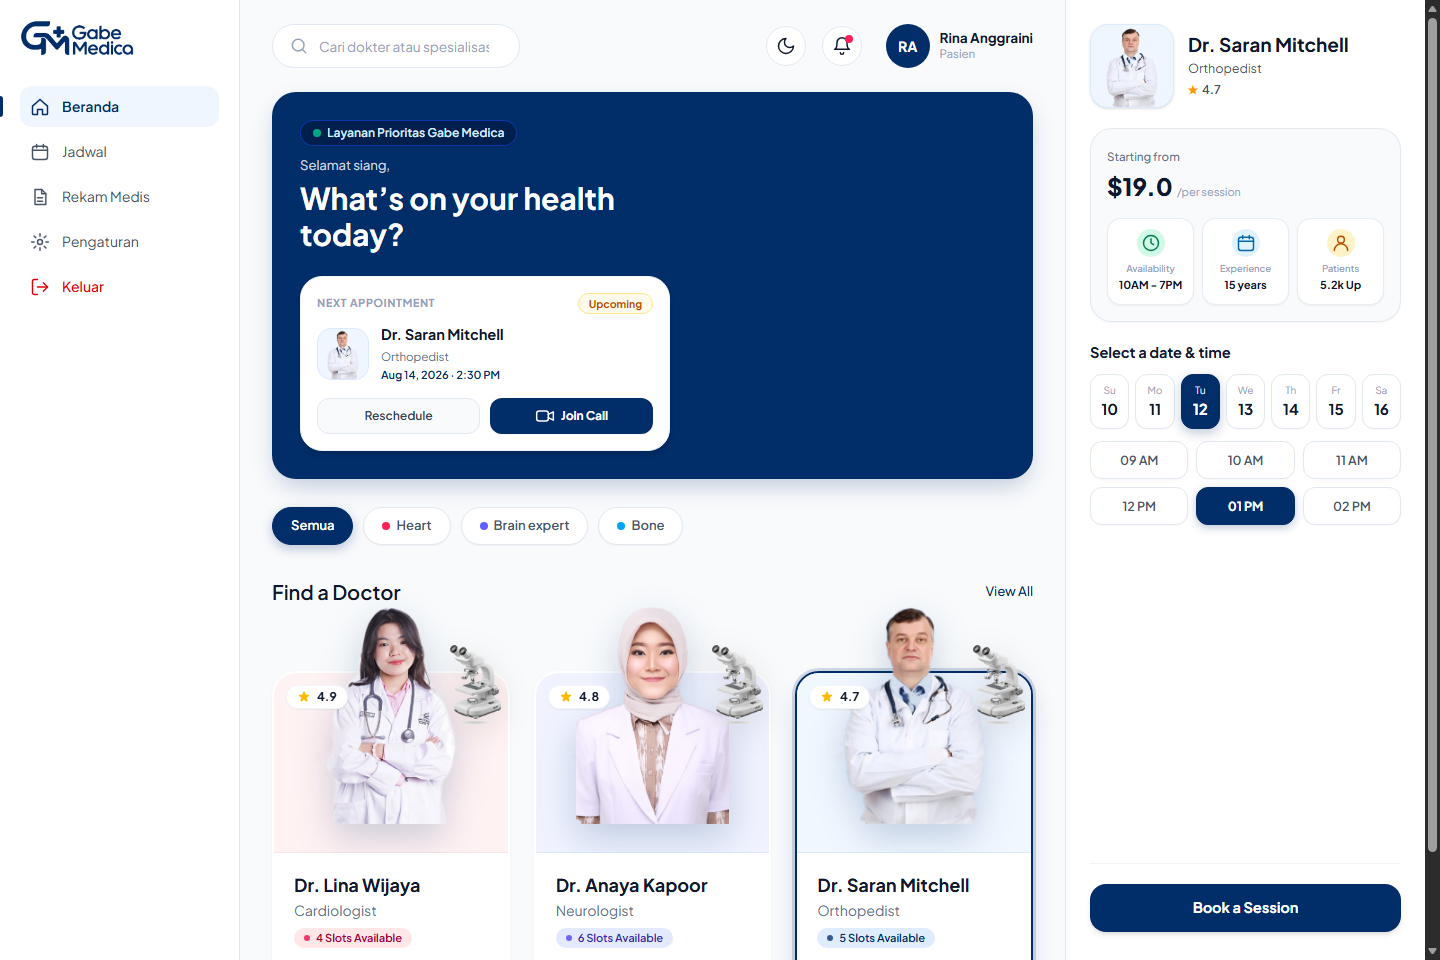 Gabe
Medica
Beranda
Jadwal
Rekam Medis
Pengaturan
Keluar
Cari dokter atau spesialisas
RA
Rina Anggraini
Pasien
Layanan Prioritas Gabe Medica
Selamat siang,
What’s on your health
today?
NEXT APPOINTMENT
Upcoming
Dr. Saran Mitchell
Orthopedist
Aug 14, 2026 · 2:30 PM
Reschedule
Join Call
Semua
Heart
Brain expert
Bone
Find a Doctor
View All
4.9
4.8
4.7
Dr. Lina Wijaya
Cardiologist
4 Slots Available
Dr. Anaya Kapoor
Neurologist
6 Slots Available
Dr. Saran Mitchell
Orthopedist
5 Slots Available
Dr. Saran Mitchell
Orthopedist
4.7
Starting from
$19.0 /per session
Availability
10AM - 7PM
Experience
15 years
Patients
5.2k Up
Select a date & time
Su Mo Tu We Th Fr Sa
10 11 12 13 14 15 16
09 AM 10 AM 11 AM
12 PM 01 PM 02 PM
Book a Session